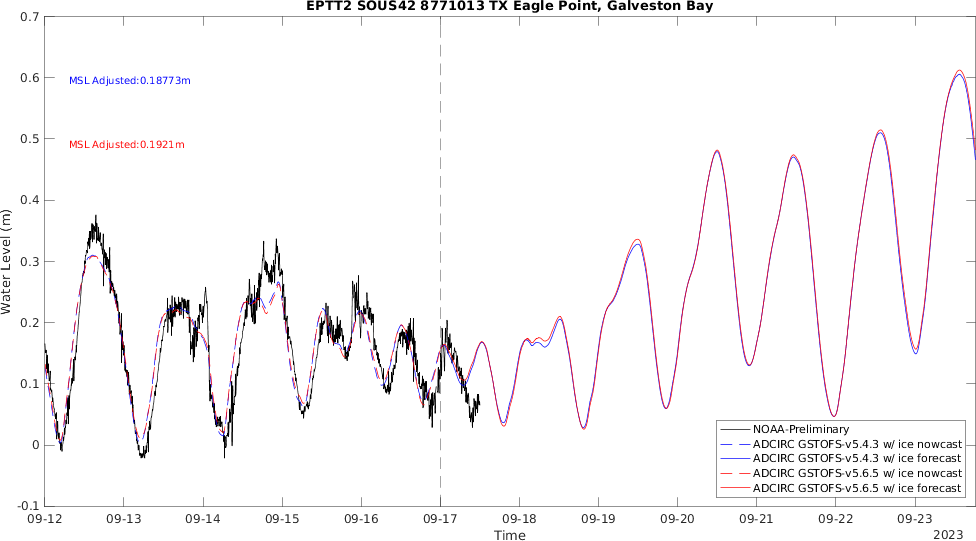 EPTT2 SOUS42 8771013 TX Eagle Point, Galveston Bay
0.7
0.6
0.5
0.4
0.3
0.2
0.1
0
-0.1
Water Level (m)
MSL Adjusted:0.18773m
MSL Adjusted:0.1921m
NOAA-Preliminary
ADCIRC GSTOFS-v5.4.3 w/ ice nowcast
ADCIRC GSTOFS-v5.4.3 w/ ice forecast
ADCIRC GSTOFS-v5.6.5 w/ ice nowcast
ADCIRC GSTOFS-v5.6.5 w/ ice forecast
09-12 09-13 09-14 09-15 09-16 09-17 09-18 09-19 09-20 09-21 09-22 09-23
Time
2023